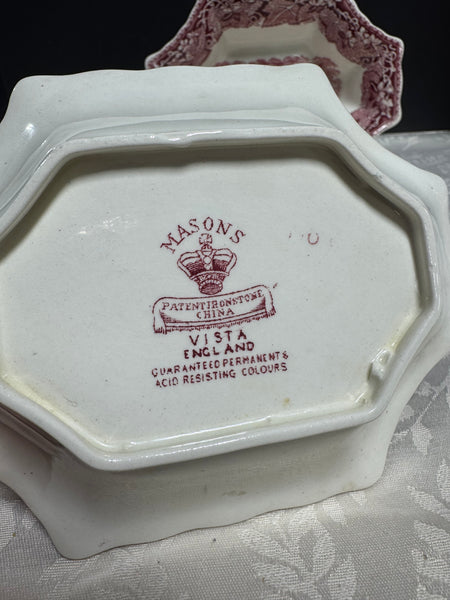 MASONS
PATENT IRONSTONE
CHINA
VISTA
ENGLAND
GUARANTEED PERMANENT &
ACID RESISTING COLOURS